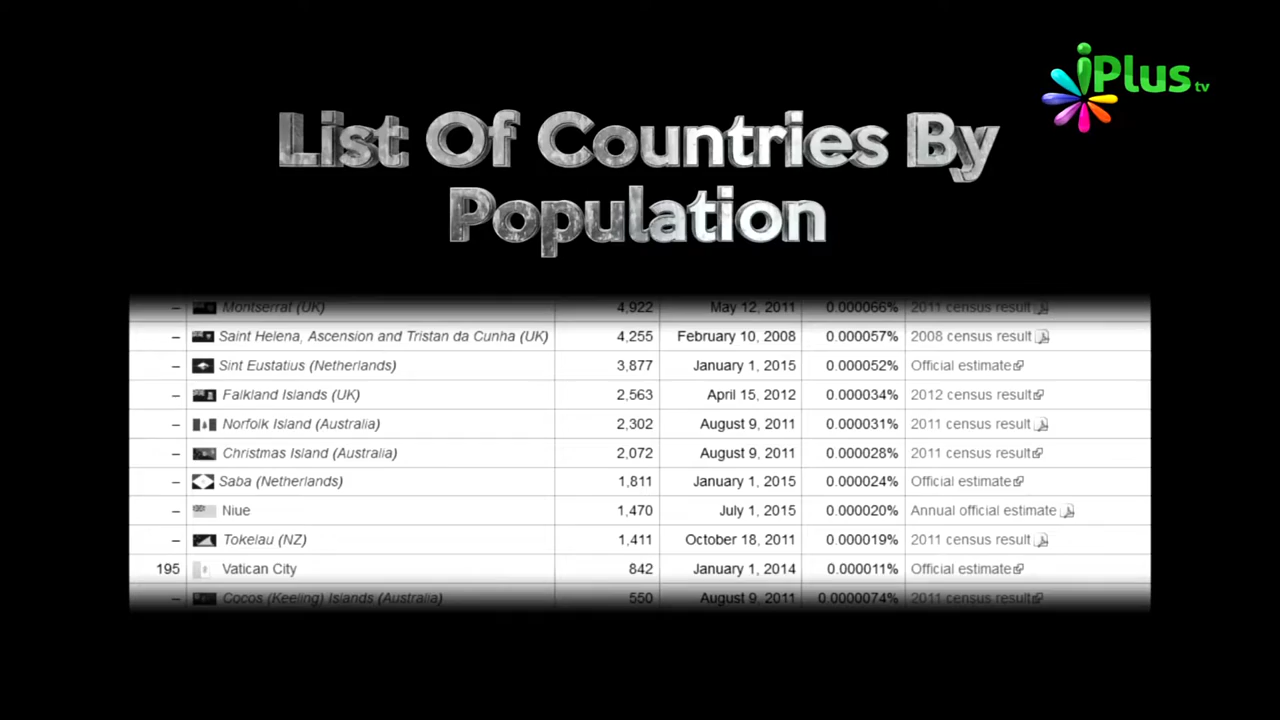 iPlus tv
List Of Countries By
Population
– Montserrat (UK) 4,922 May 12, 2011 0.000066% 2011 census result
– Saint Helena, Ascension and Tristan da Cunha (UK) 4,255 February 10, 2008 0.000057% 2008 census result
– Sint Eustatius (Netherlands) 3,877 January 1, 2015 0.000052% Official estimate
– Falkland Islands (UK) 2,563 April 15, 2012 0.000034% 2012 census result
– Norfolk Island (Australia) 2,302 August 9, 2011 0.000031% 2011 census result
– Christmas Island (Australia) 2,072 August 9, 2011 0.000028% 2011 census result
– Saba (Netherlands) 1,811 January 1, 2015 0.000024% Official estimate
– Niue 1,470 July 1, 2015 0.000020% Annual official estimate
– Tokelau (NZ) 1,411 October 18, 2011 0.000019% 2011 census result
195 Vatican City 842 January 1, 2014 0.000011% Official estimate
– Cocos (Keeling) Islands (Australia) 550 August 9, 2011 0.0000074% 2011 census result